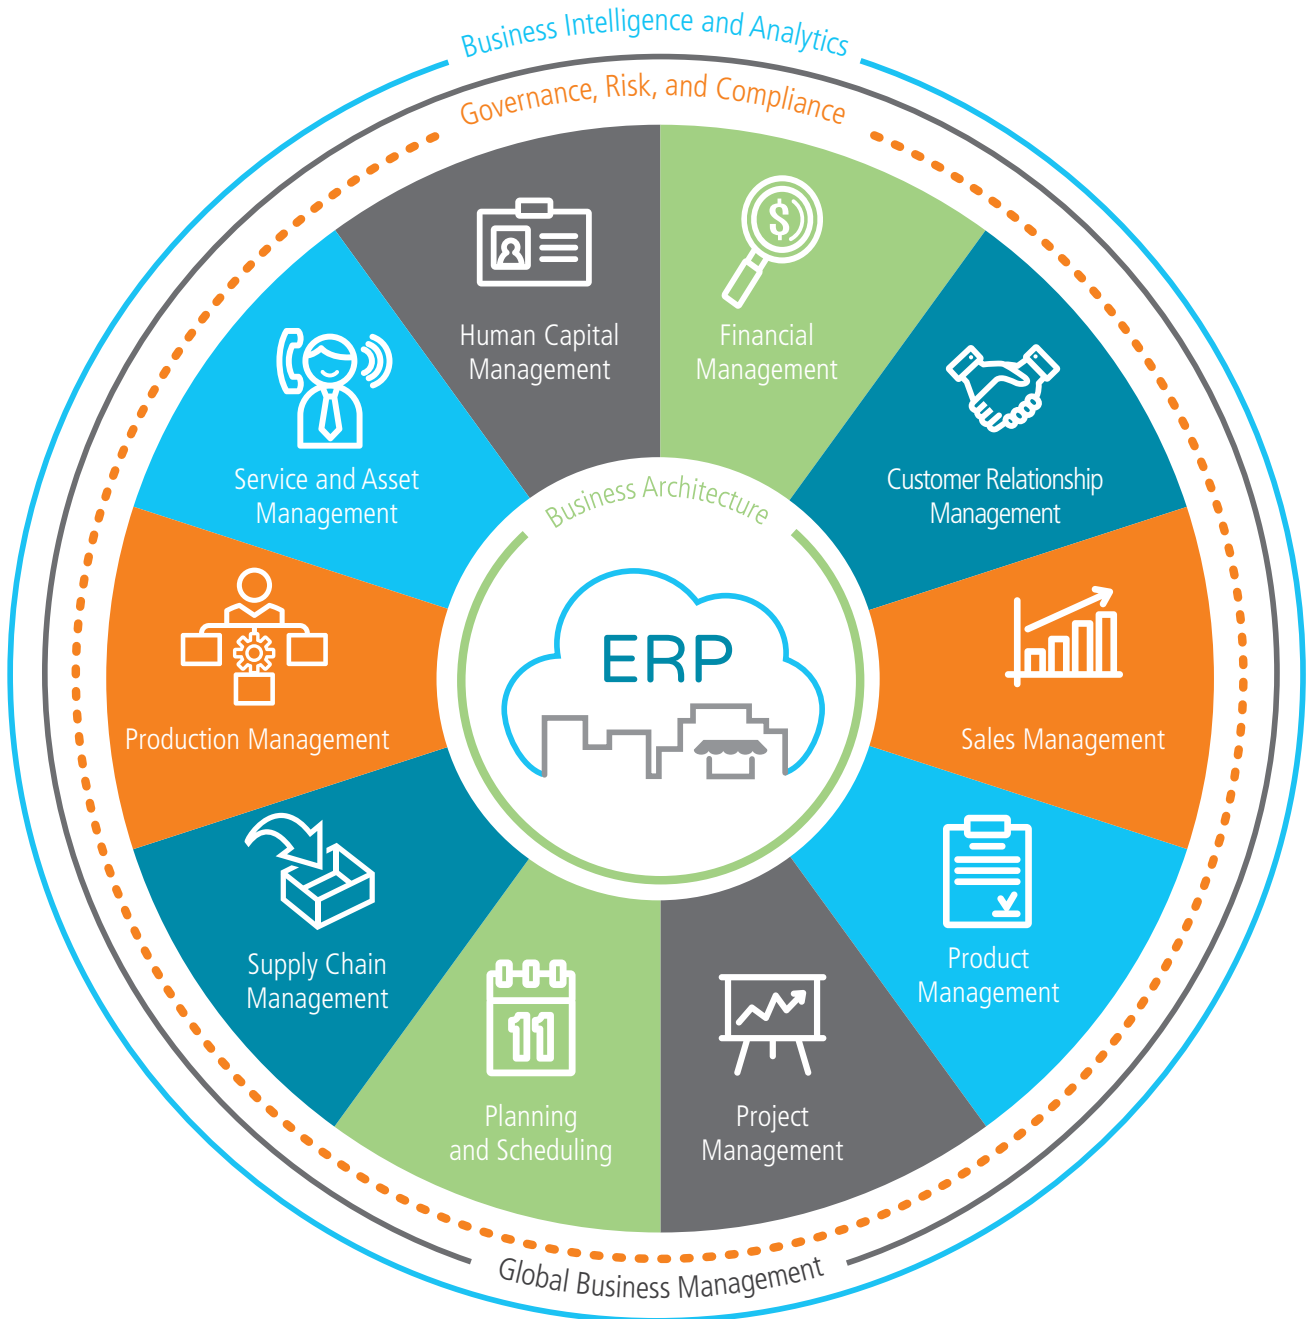 Business Intelligence and Analytics
Governance, Risk, and Compliance
Human Capital
Management
$
Financial
Management
Customer Relationship
Management
Sales Management
Product
Management
Project
Management
11
Planning
and Scheduling
Supply Chain
Management
Production Management
Service and Asset
Management
Business Architecture
ERP
Global Business Management